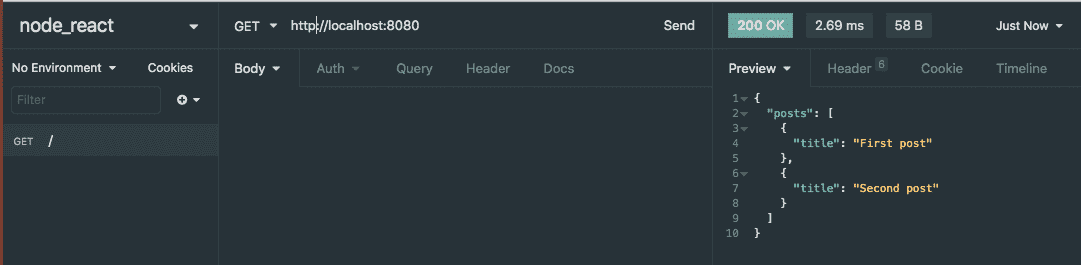 node_react
GET http://localhost:8080 Send
200 OK 2.69 ms 58 B Just Now
No Environment Cookies
Body Auth Query Header Docs
Preview Header 6 Cookie Timeline
Filter
GET /
1 {
2 "posts": [
3 {
4 "title": "First post"
5 },
6 {
7 "title": "Second post"
8 }
9 ]
10 }